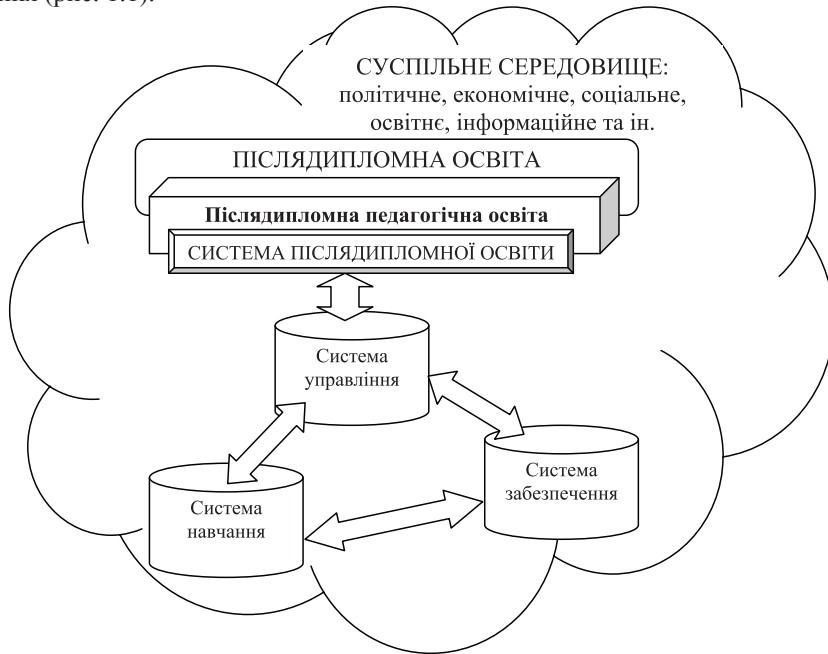 (рис. 1.1).
СУСПІЛЬНЕ СЕРЕДОВИЩЕ:
політичне, економічне, соціальне,
освітнє, інформаційне та ін.
ПІСЛЯДИПЛОМНА ОСВІТА
Післядипломна педагогічна освіта
СИСТЕМА ПІСЛЯДИПЛОМНОЇ ОСВІТИ
Система
управління
Система
забезпечення
Система
навчання